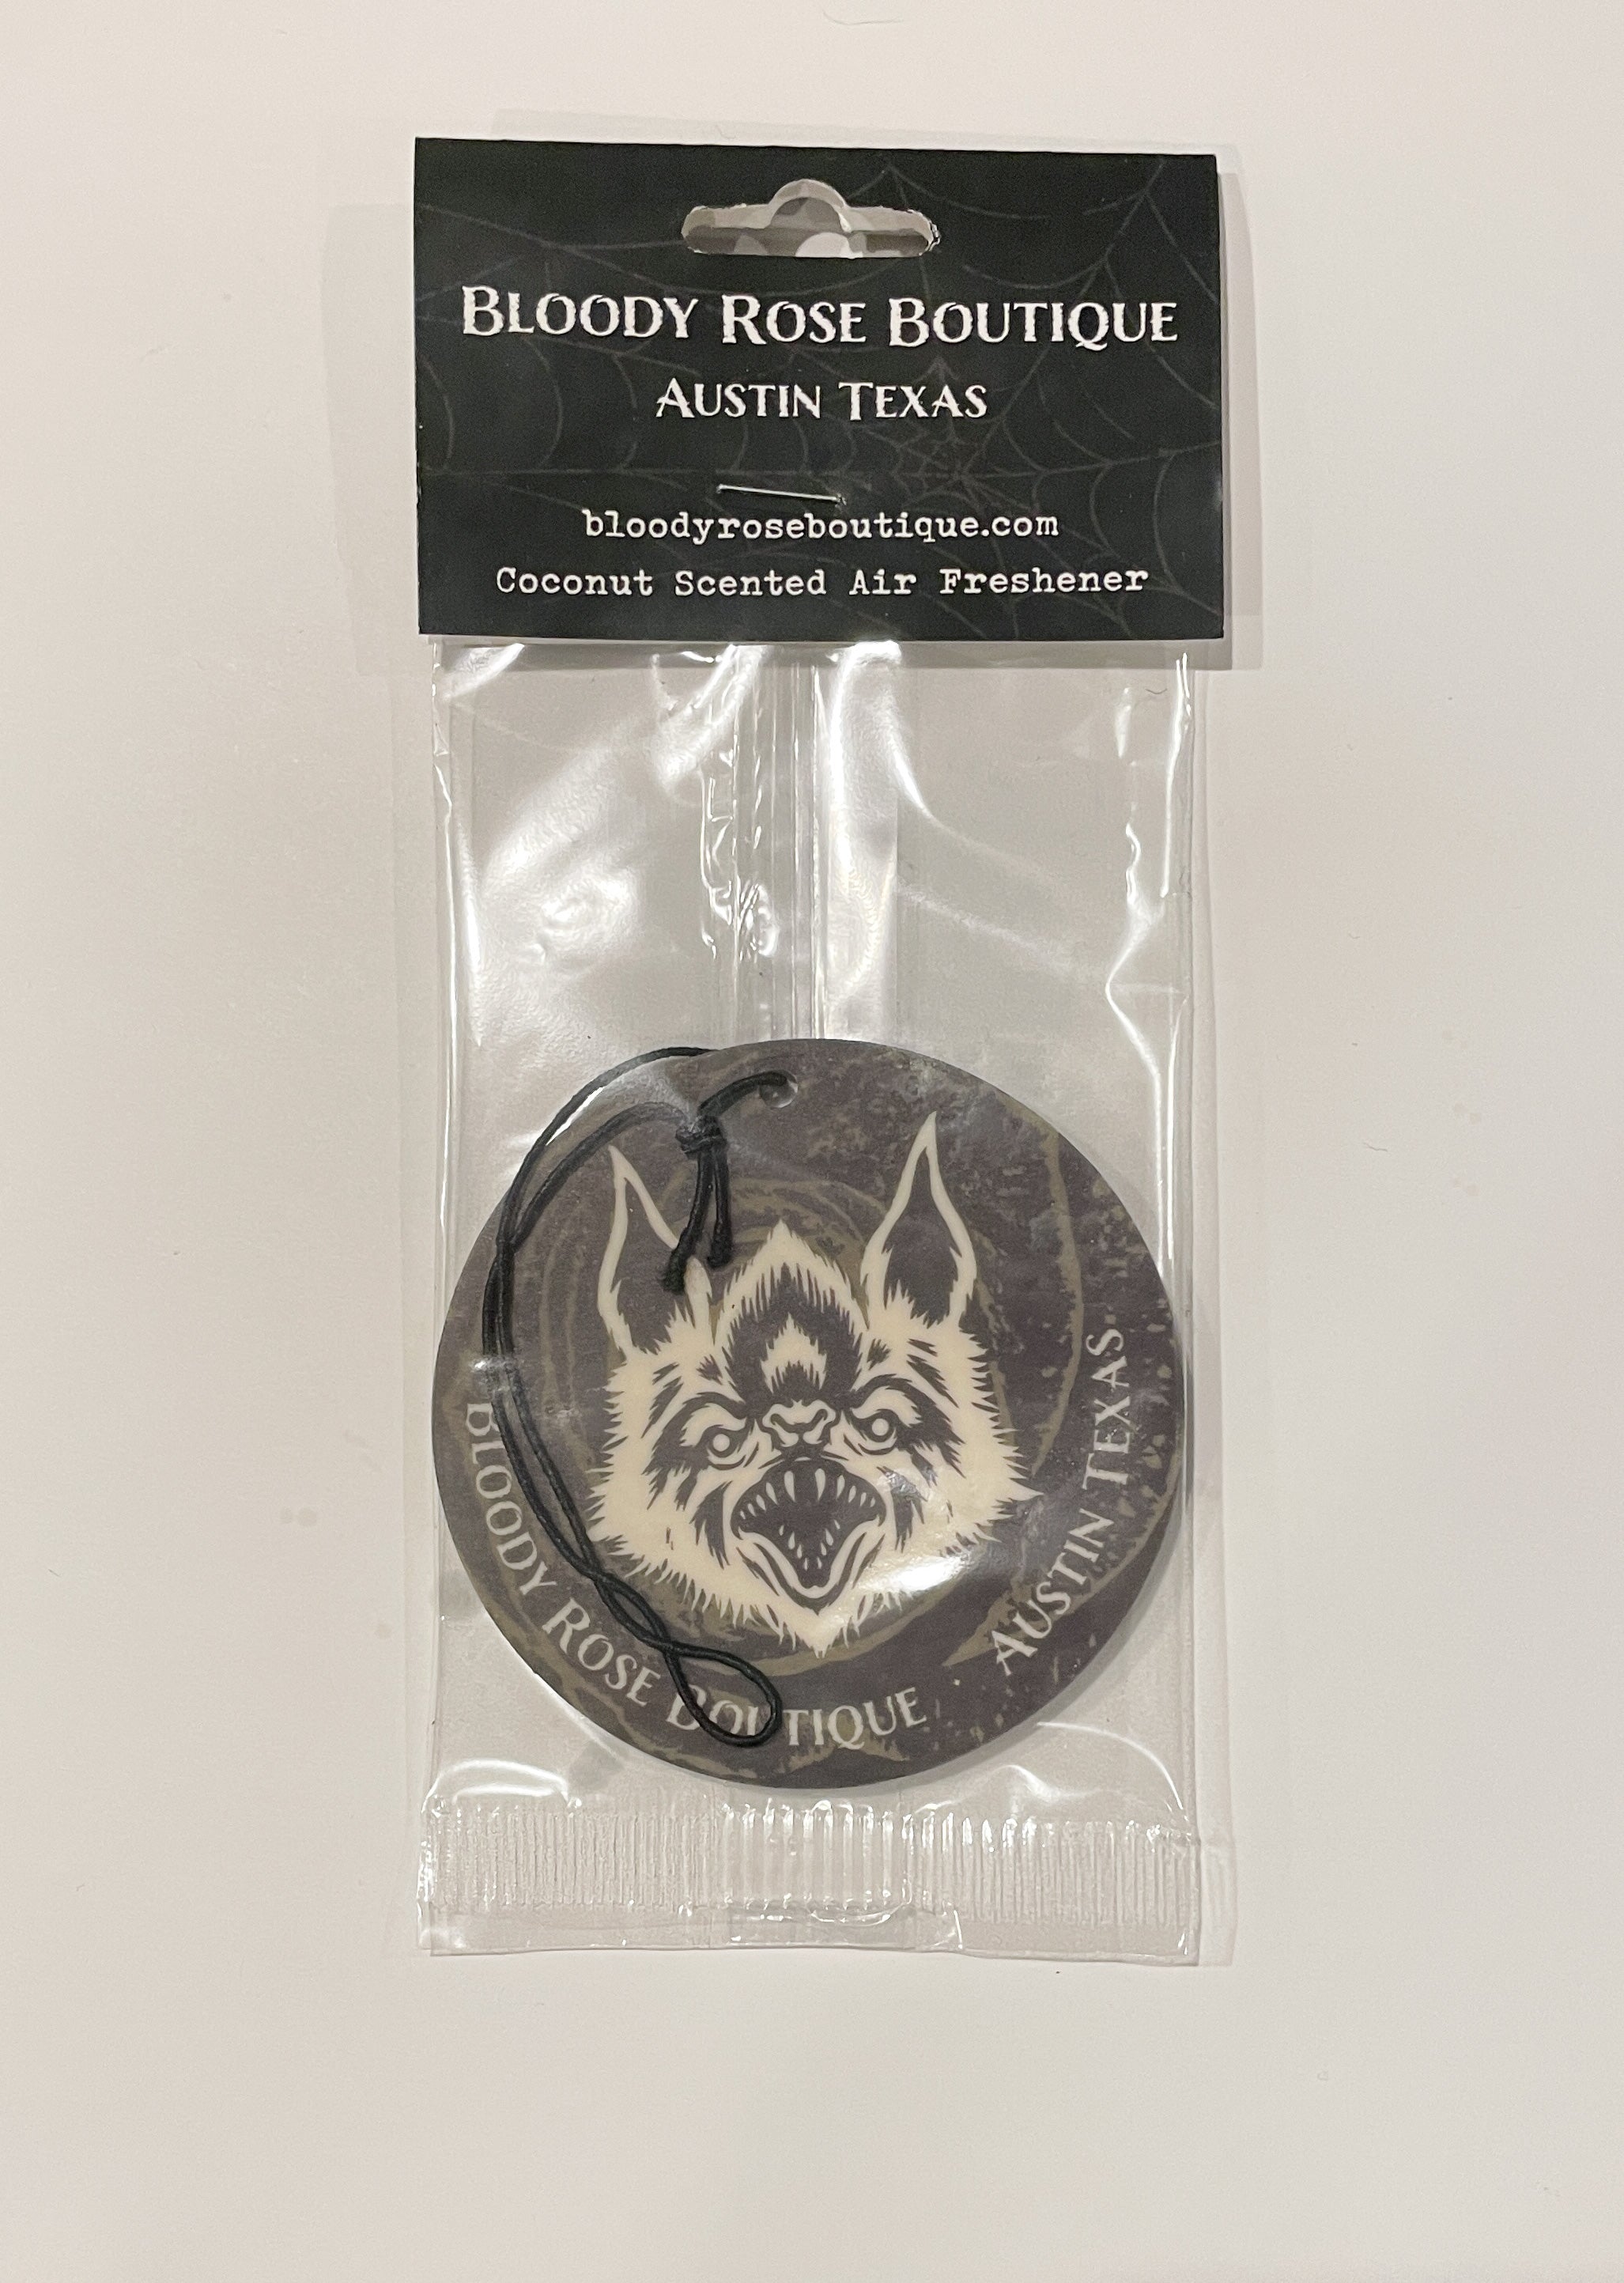 BLOODY ROSE BOUTIQUE
AUSTIN TEXAS
bloodyroseboutique.com
Coconut Scented Air Freshener
BLOODY ROSE BOUTIQUE
AUSTIN TEXAS